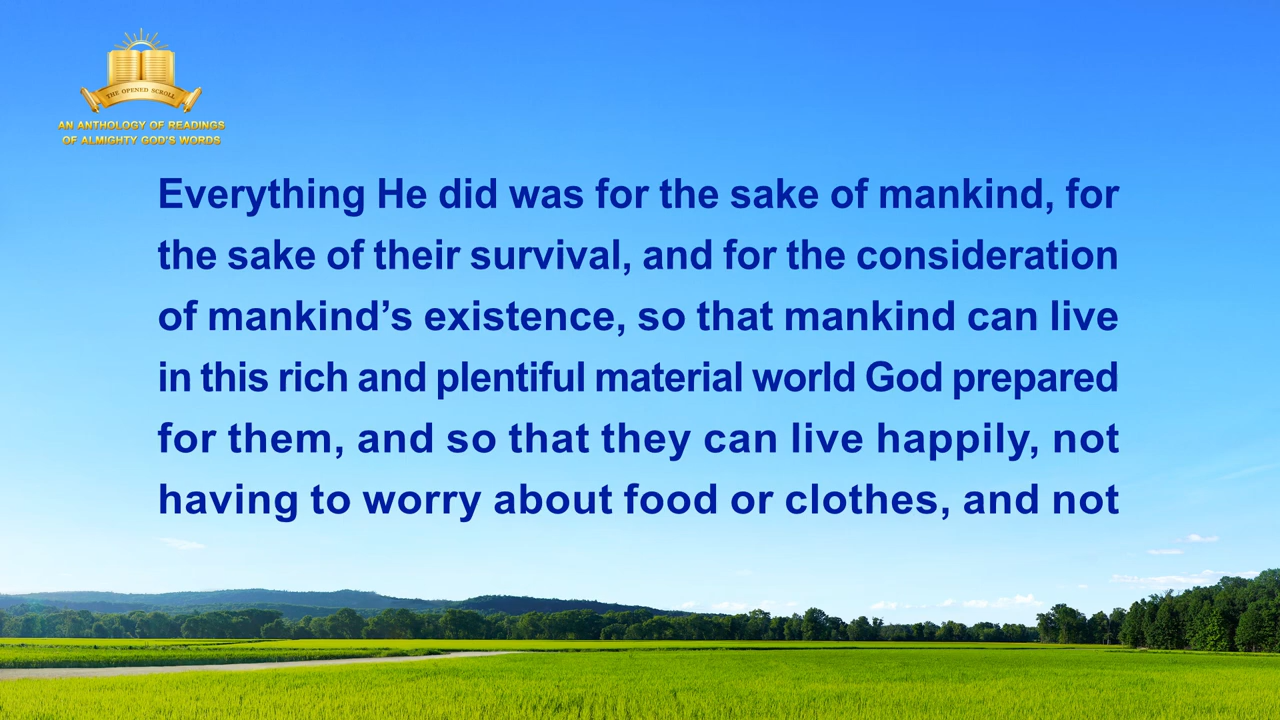 THE OPENED SCROLL
AN ANTHOLOGY OF READINGS
OF ALMIGHTY GOD'S WORDS
Everything He did was for the sake of mankind, for
the sake of their survival, and for the consideration
of mankind’s existence, so that mankind can live
in this rich and plentiful material world God prepared
for them, and so that they can live happily, not
having to worry about food or clothes, and not